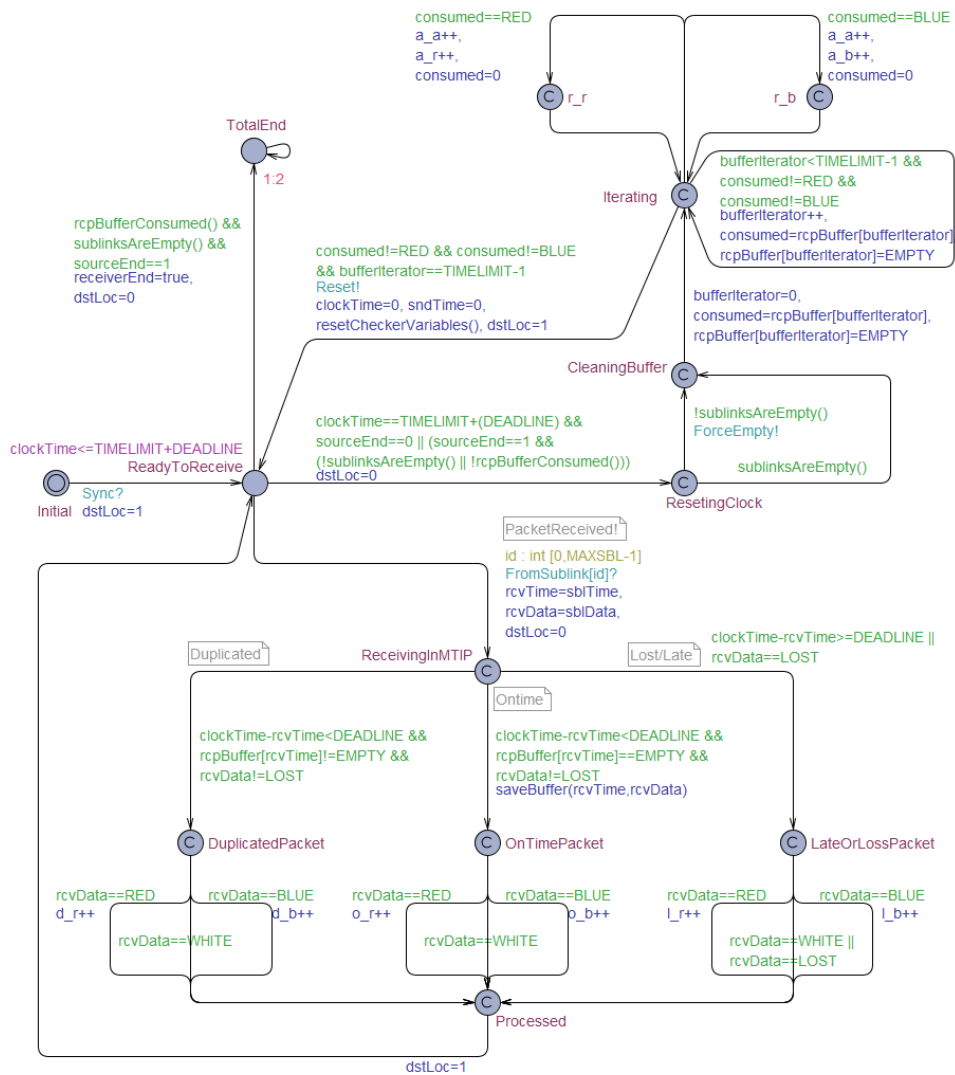 consumed==RED
a_a++,
a_r++,
consumed=0
consumed==BLUE
a_a++,
a_b++,
consumed=0
C
r_r
r_b
C
TotalEnd
1:2
rcpBufferConsumed() &&
sublinksAreEmpty() &&
sourceEnd==1
receiverEnd=true,
dstLoc=0
Iterating
C
bufferIterator<TIMELIMIT-1 &&
consumed!=RED &&
consumed!=BLUE
bufferIterator++,
consumed=rcpBuffer[bufferIterator]
rcpBuffer[bufferIterator]=EMPTY
consumed!=RED && consumed!=BLUE
&& bufferIterator==TIMELIMIT-1
Reset!
clockTime=0, sndTime=0,
resetCheckerVariables(), dstLoc=1
bufferIterator=0,
consumed=rcpBuffer[bufferIterator],
rcpBuffer[bufferIterator]=EMPTY
CleaningBuffer
C
!sublinksAreEmpty()
ForceEmpty!
sublinksAreEmpty()
clockTime==TIMELIMIT+(DEADLINE) &&
sourceEnd==0 || (sourceEnd==1 &&
(!sublinksAreEmpty() || !rcpBufferConsumed()))
dstLoc=0
C
ResetingClock
clockTime<=TIMELIMIT+DEADLINE
ReadyToReceive
Initial
Sync?
dstLoc=1
PacketReceived!
id : int [0,MAXSBL-1]
FromSublink[id]?
rcvTime=sblTime,
rcvData=sblData,
dstLoc=0
Duplicated
ReceivingInMTIP
C
Lost/Late
clockTime-rcvTime>=DEADLINE ||
rcvData==LOST
Ontime
clockTime-rcvTime<DEADLINE &&
rcpBuffer[rcvTime]!=EMPTY &&
rcvData!=LOST
clockTime-rcvTime<DEADLINE &&
rcpBuffer[rcvTime]==EMPTY &&
rcvData!=LOST
saveBuffer(rcvTime,rcvData)
C
DuplicatedPacket
C
OnTimePacket
C
LateOrLossPacket
rcvData==RED
d_r++
rcvData==BLUE
d_b++
rcvData==WHITE
rcvData==RED
o_r++
rcvData==BLUE
o_b++
rcvData==WHITE
rcvData==RED
l_r++
rcvData==BLUE
l_b++
rcvData==WHITE ||
rcvData==LOST
C
Processed
dstLoc=1